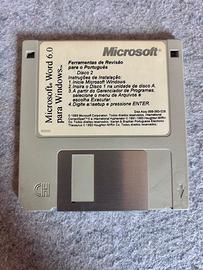 Microsoft® Word 6.0
para Windows™
Microsoft®
Ferramentas de Revisão
para o Português
Disco 2
Instruções de Instalação:
1. Inicie Microsoft Windows
2. Insira o Disco 1 na unidade de disco A.
3. A partir do Gerenciador de Programas,
selecione o menu de Arquivos e
escolha Executar.
4. Digite a:\setup e pressione ENTER.